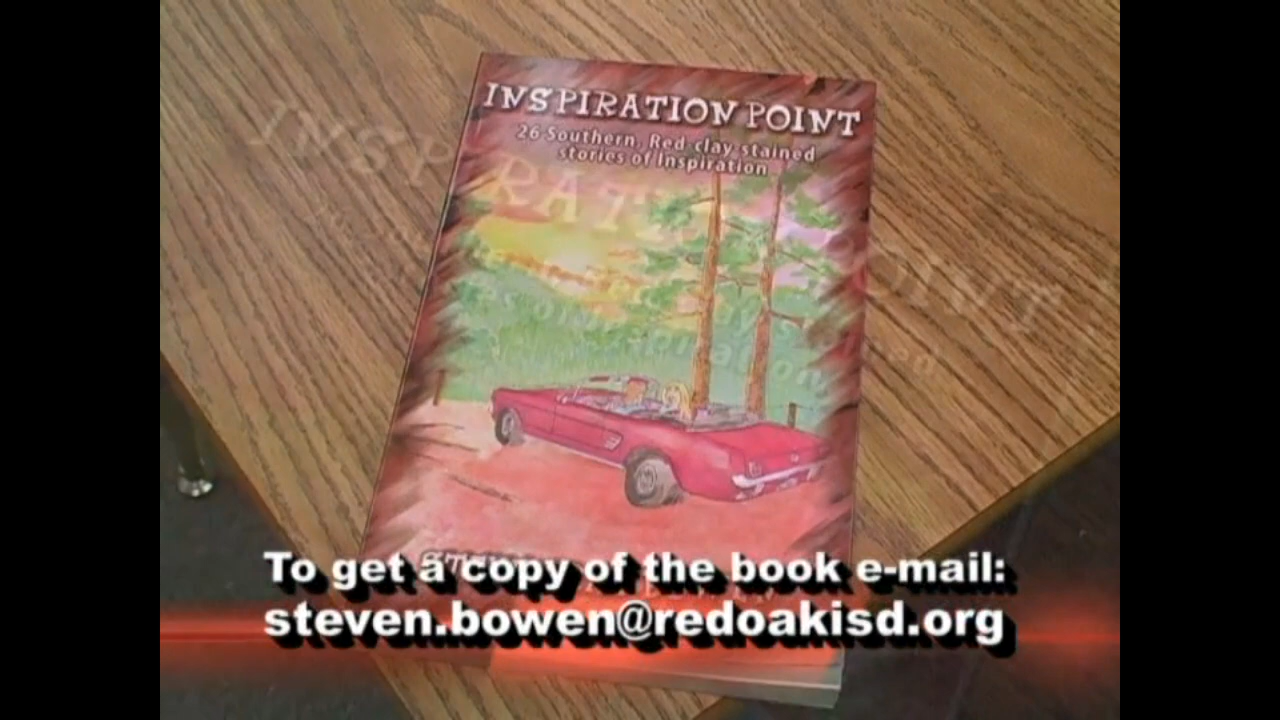 INSPIRATION POINT
26 Southern, Red-clay-stained
stories of Inspiration
To get a copy of the book e-mail:
steven.bowen@redoakisd.org